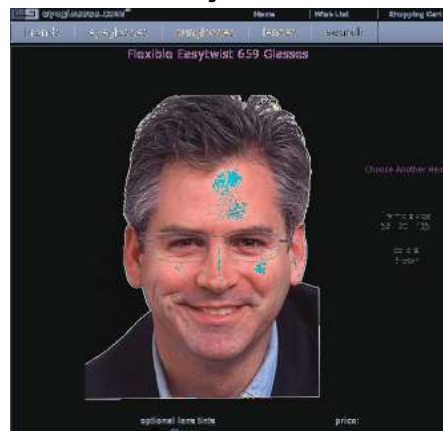 eyeglasses.com Home Wish List Shopping Cart
brands eyeglasses sunglasses lenses search
Flexible Easytwist 659 Glasses
Choose Another Hea
optional lens tints
price: